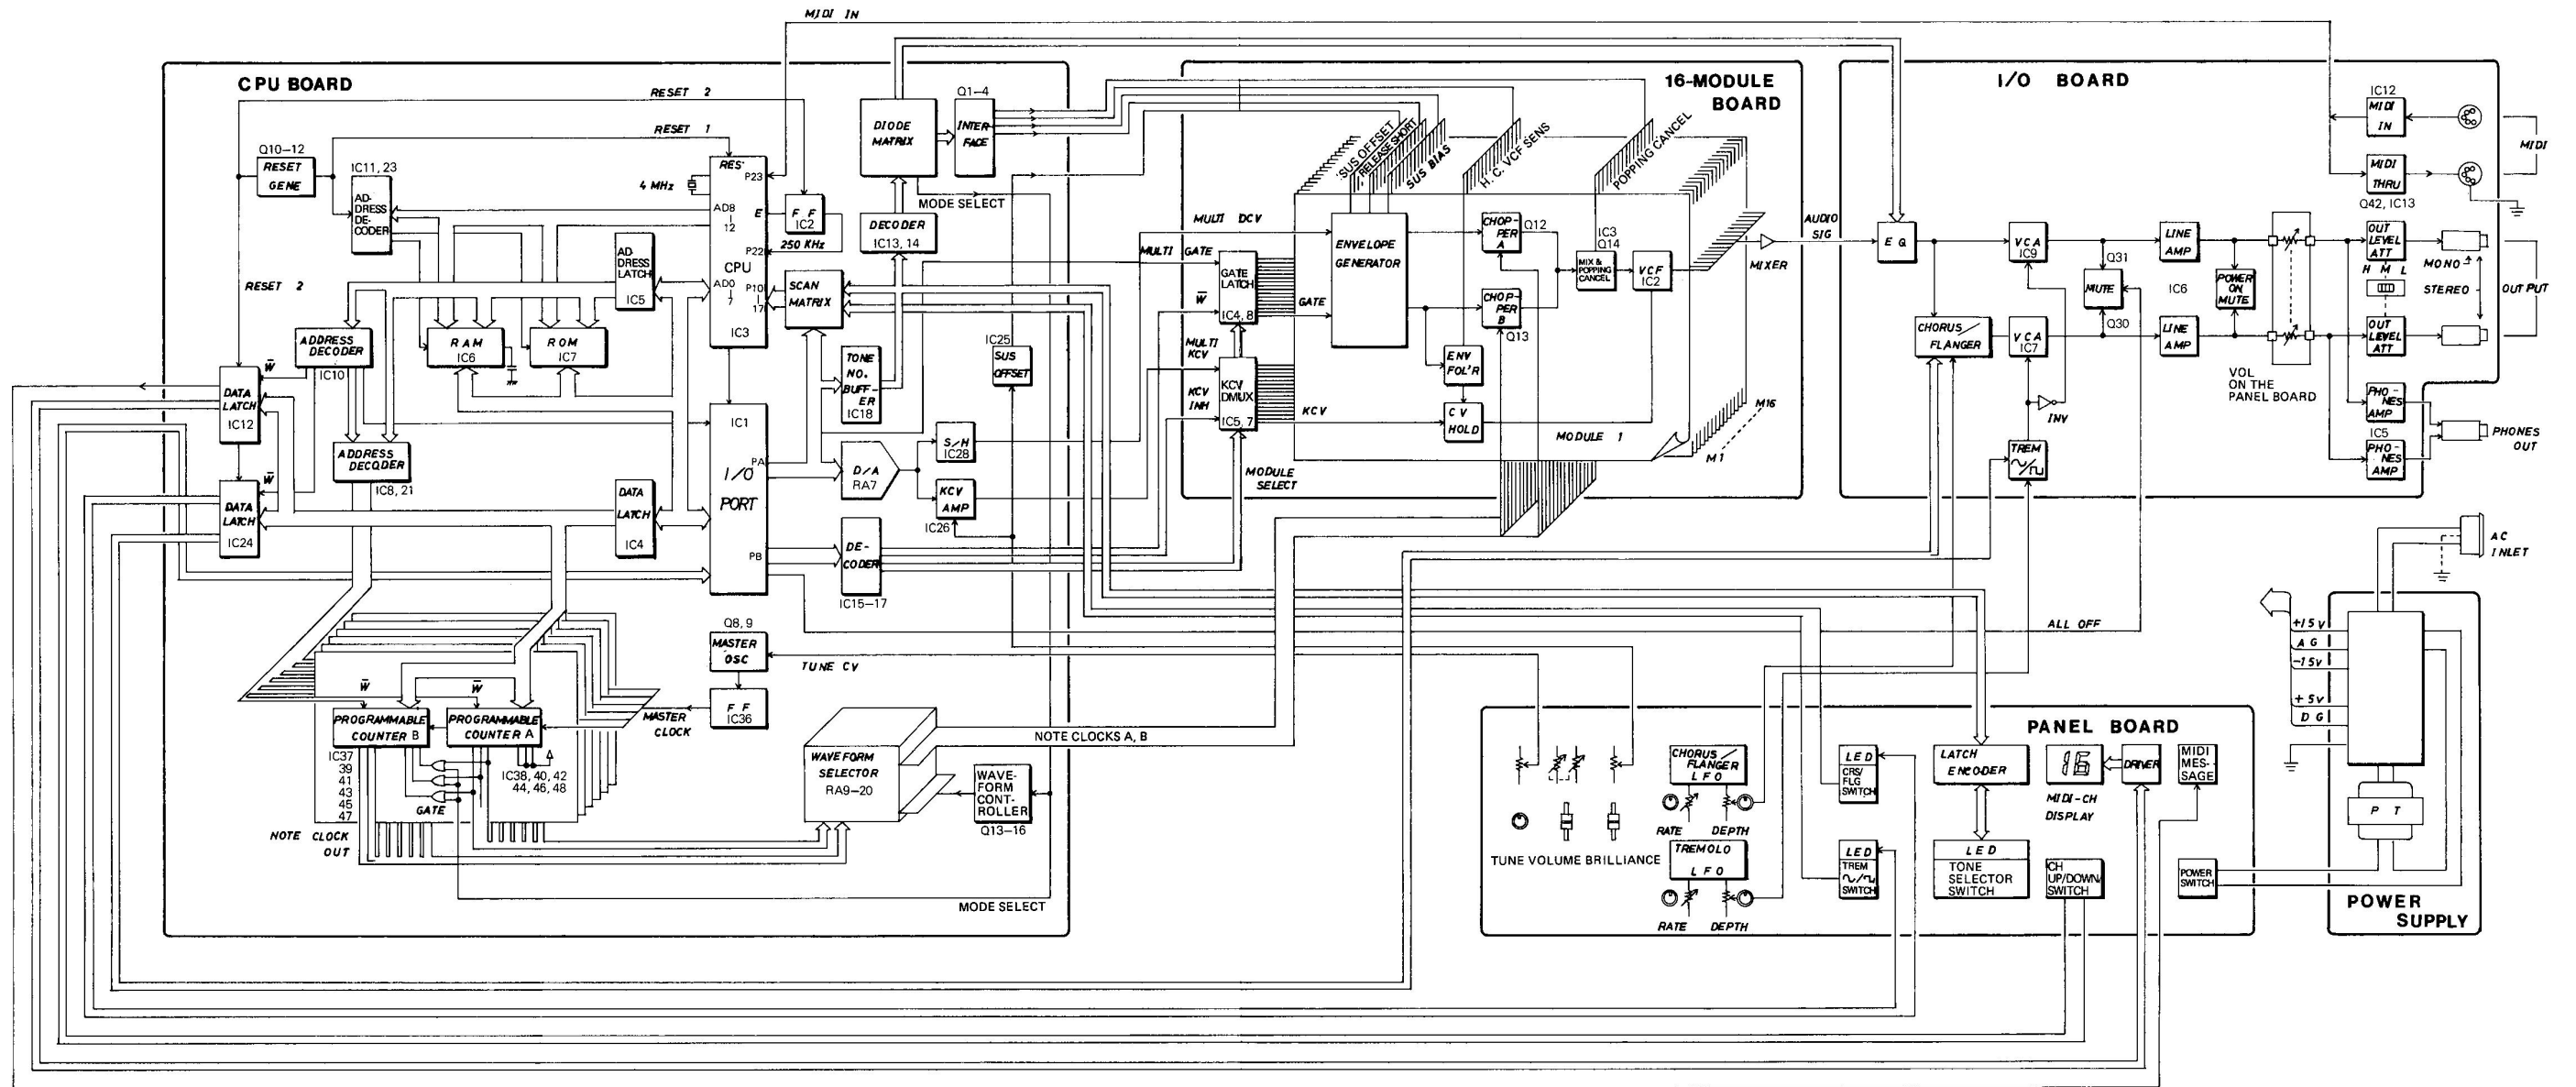 MIDI IN
CPU BOARD
RESET 2
RESET 1
Q10-12
RESET
GENE
IC11, 23
AD-
DRESS
DE-
CODER
4 MHz
RES
P23
AD8
12
E
F F
IC2
P22
250 KHz
CPU
AD0
7
P10
17
IC3
AD
DRESS
LATCH
IC5
RESET 2
ADDRESS
DECODER
IC10
RAM
IC6
ROM
IC7
W̅
DATA
LATCH
IC12
ADDRESS
DECODER
IC8, 21
W̅
DATA
LATCH
IC24
DATA
LATCH
IC4
IC1
PA
I/O
PORT
PB
DIODE
MATRIX
Q1-4
INTER
FACE
MODE SELECT
DECODER
IC13, 14
SCAN
MATRIX
TONE
NO.
BUFF-
ER
IC18
IC25
SUS
OFFSET
D/A
RA7
S/H
IC28
KCV
AMP
IC26
DE-
CODER
IC15-17
Q8, 9
MASTER
OSC
TUNE CV
F F
IC36
MASTER
CLOCK
W̅
W̅
PROGRAMMABLE
COUNTER B
PROGRAMMABLE
COUNTER A
IC37
39
41
43
45
47
IC38, 40, 42
44, 46, 48
GATE
NOTE CLOCK
OUT
WAVEFORM
SELECTOR
RA9-20
WAVE-
FORM
CONT-
ROLLER
Q13-16
NOTE CLOCKS A, B
MODE SELECT
16-MODULE
BOARD
SUS OFFSET
RELEASE SHORT
SUS BIAS
H. C. VCF SENS
POPPING CANCEL
MULTI DCV
MULTI GATE
GATE
LATCH
IC4, 8
W̅
GATE
MULTI
KCV
KCV
INH
KCV
DMUX
IC5, 7
KCV
MODULE
SELECT
ENVELOPE
GENERATOR
CHOP-
PER
A
Q12
CHOP-
PER
B
Q13
IC3
Q14
MIX &
POPPING
CANCEL
VCF
IC2
ENV
FOL'R
CV
HOLD
MODULE 1
M16
M1
MIXER
AUDIO
SIG
I/O BOARD
EQ
CHORUS/
FLANGER
VCA
IC9
VCA
IC7
Q31
MUTE
Q30
INV
TREM
LINE
AMP
IC6
LINE
AMP
POWER
ON
MUTE
VOL
ON THE
PANEL BOARD
IC12
MIDI
IN
MIDI
THRU
Q42, IC13
MIDI
OUT
LEVEL
ATT
H M L
OUT
LEVEL
ATT
MONO
STEREO
OUTPUT
PHO-
NES
AMP
IC5
PHO-
NES
AMP
PHONES
OUT
ALL OFF
AC
INLET
+15V
A G
-15V
+5V
D G
P T
POWER
SUPPLY
PANEL BOARD
TUNE VOLUME BRILLIANCE
CHORUS/
FLANGER
LFO
RATE DEPTH
TREMOLO
LFO
RATE DEPTH
LED
CRS/
FLG
SWITCH
LED
TREM
SWITCH
LATCH
ENCODER
LED
TONE
SELECTOR
SWITCH
16
DRIVER
MIDI-CH
DISPLAY
MIDI
MES-
SAGE
CH
UP/DOWN
SWITCH
POWER
SWITCH